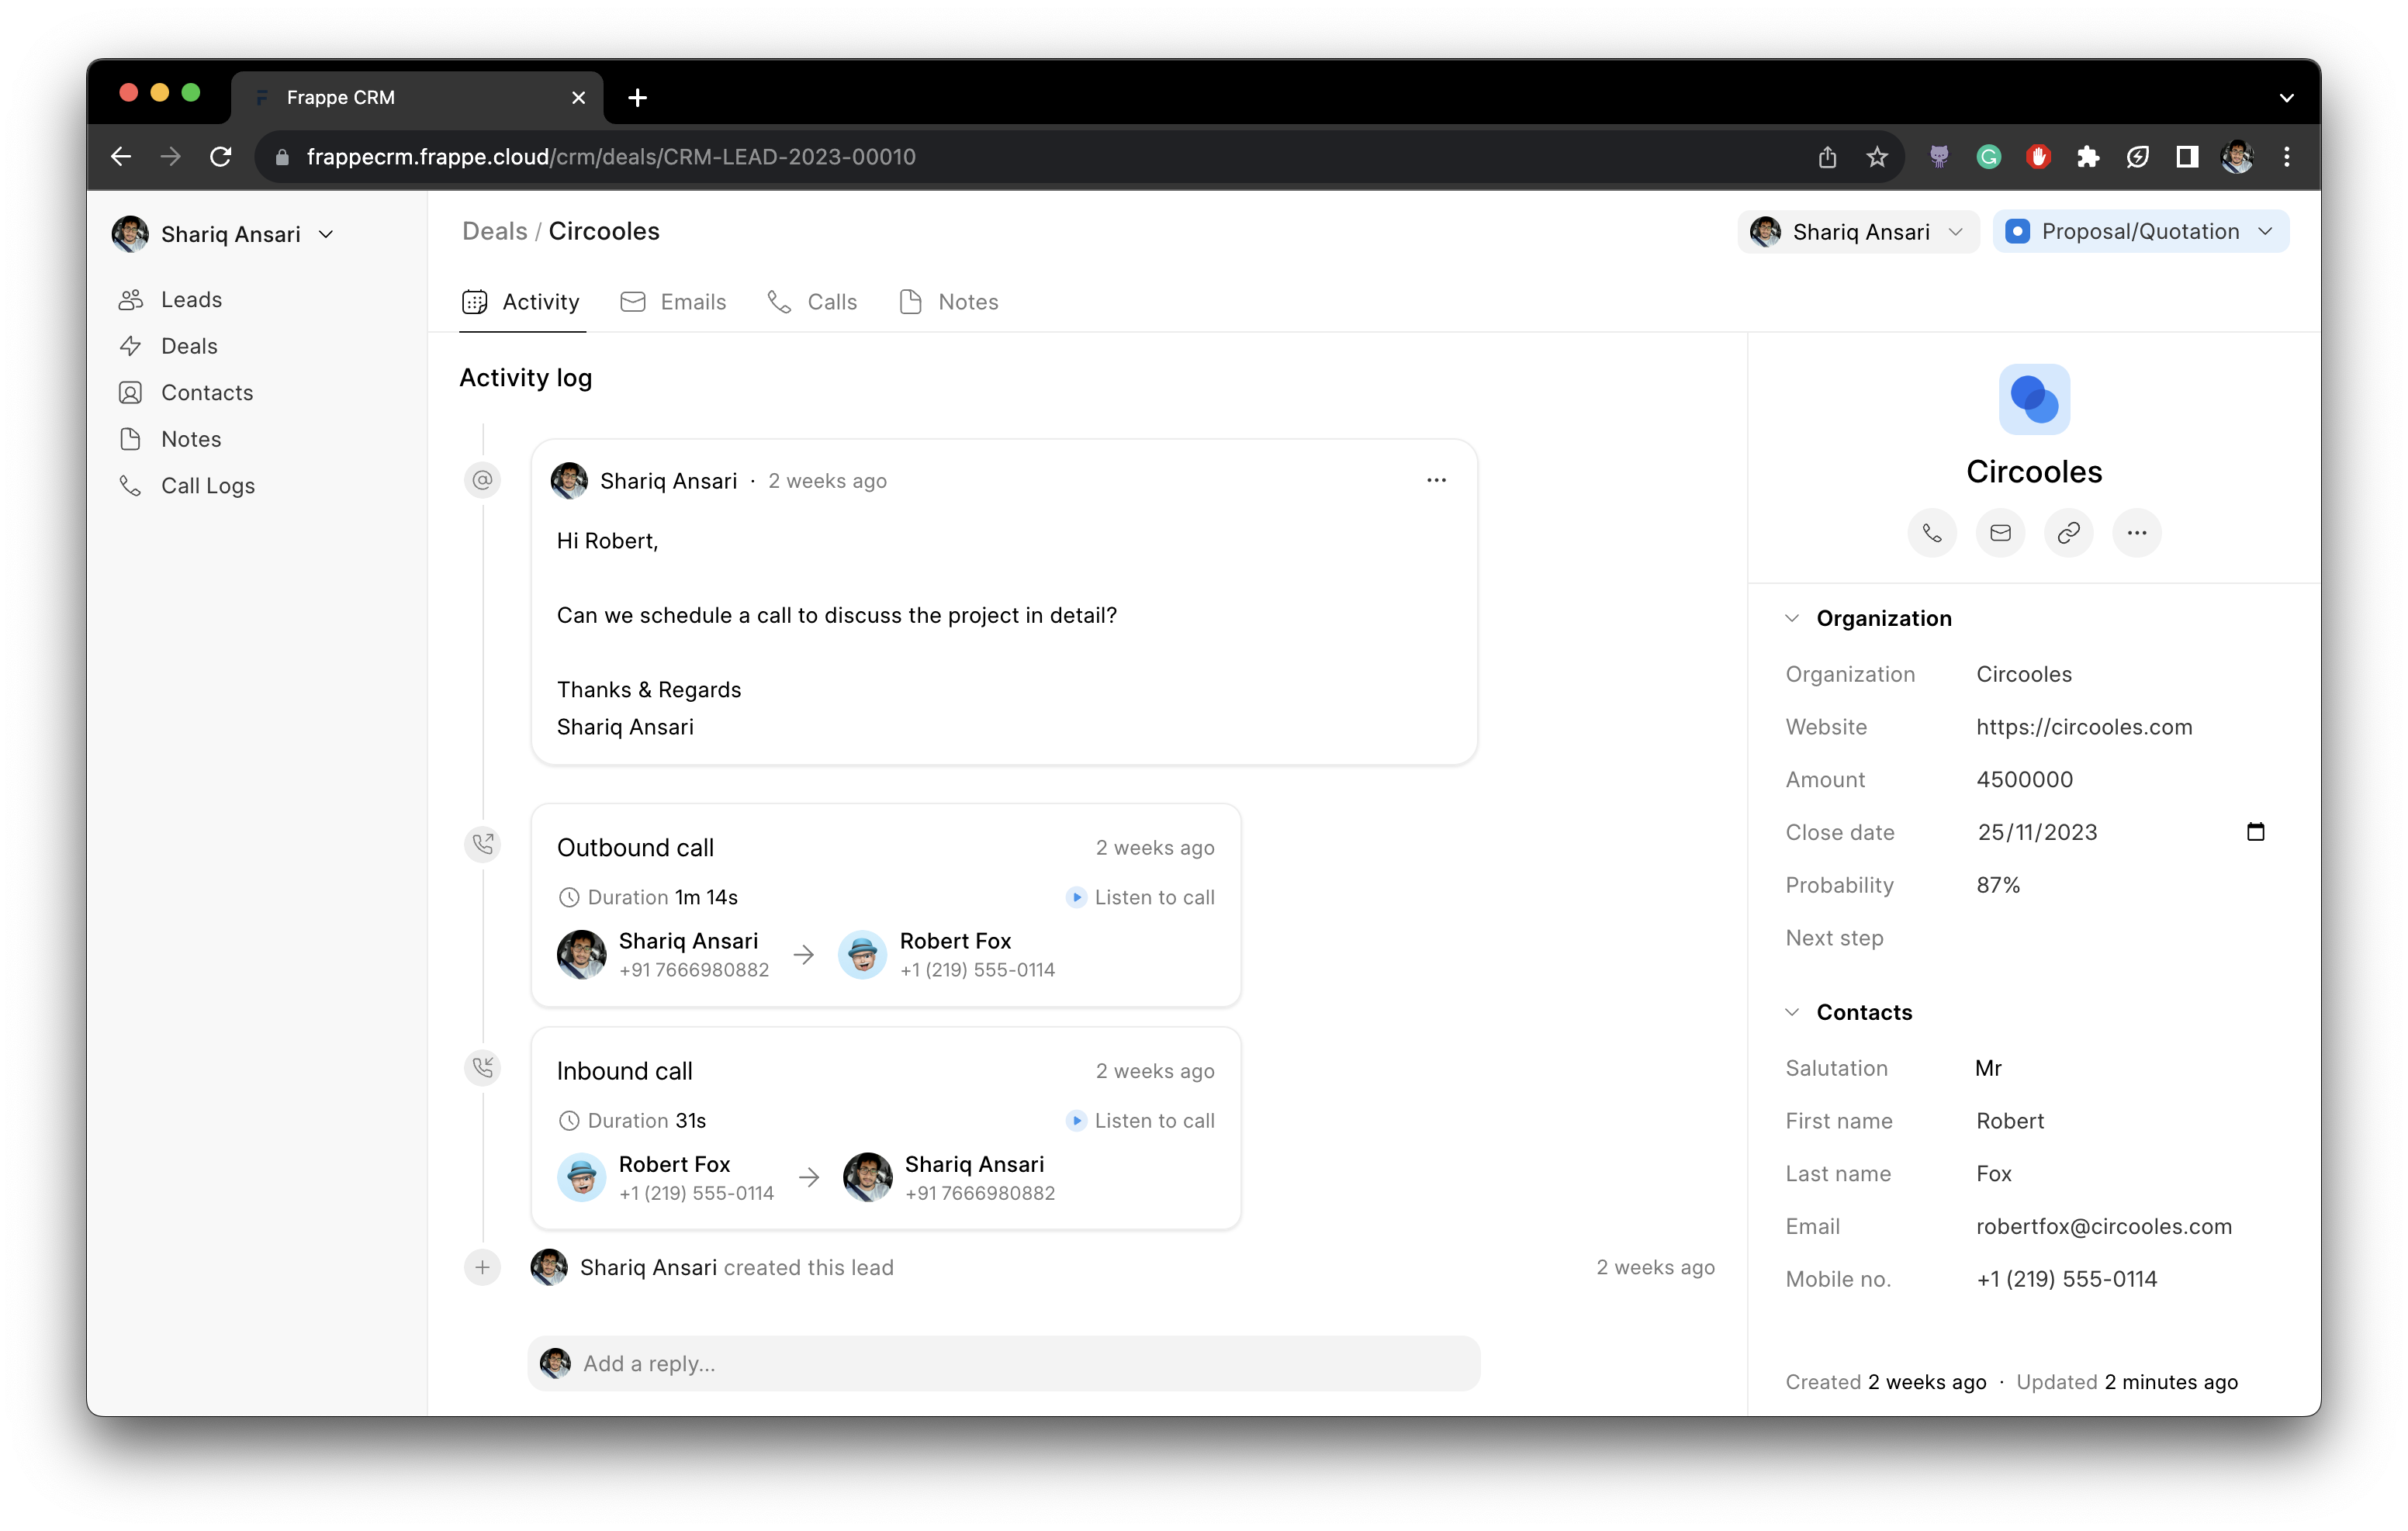 Frappe CRM
frappecrm.frappe.cloud/crm/deals/CRM-LEAD-2023-00010
Shariq Ansari
Leads
Deals
Contacts
Notes
Call Logs
Deals / Circooles
Shariq Ansari
Proposal/Quotation
Activity Emails Calls Notes
Activity log
Shariq Ansari · 2 weeks ago
Hi Robert,
Can we schedule a call to discuss the project in detail?
Thanks & Regards
Shariq Ansari
Outbound call 2 weeks ago
Duration 1m 14s Listen to call
Shariq Ansari Robert Fox
+91 7666980882 +1 (219) 555-0114
Inbound call 2 weeks ago
Duration 31s Listen to call
Robert Fox Shariq Ansari
+1 (219) 555-0114 +91 7666980882
Shariq Ansari created this lead 2 weeks ago
Add a reply...
Circooles
Organization
Organization Circooles
Website https://circooles.com
Amount 4500000
Close date 25/11/2023
Probability 87%
Next step
Contacts
Salutation Mr
First name Robert
Last name Fox
Email robertfox@circooles.com
Mobile no. +1 (219) 555-0114
Created 2 weeks ago · Updated 2 minutes ago